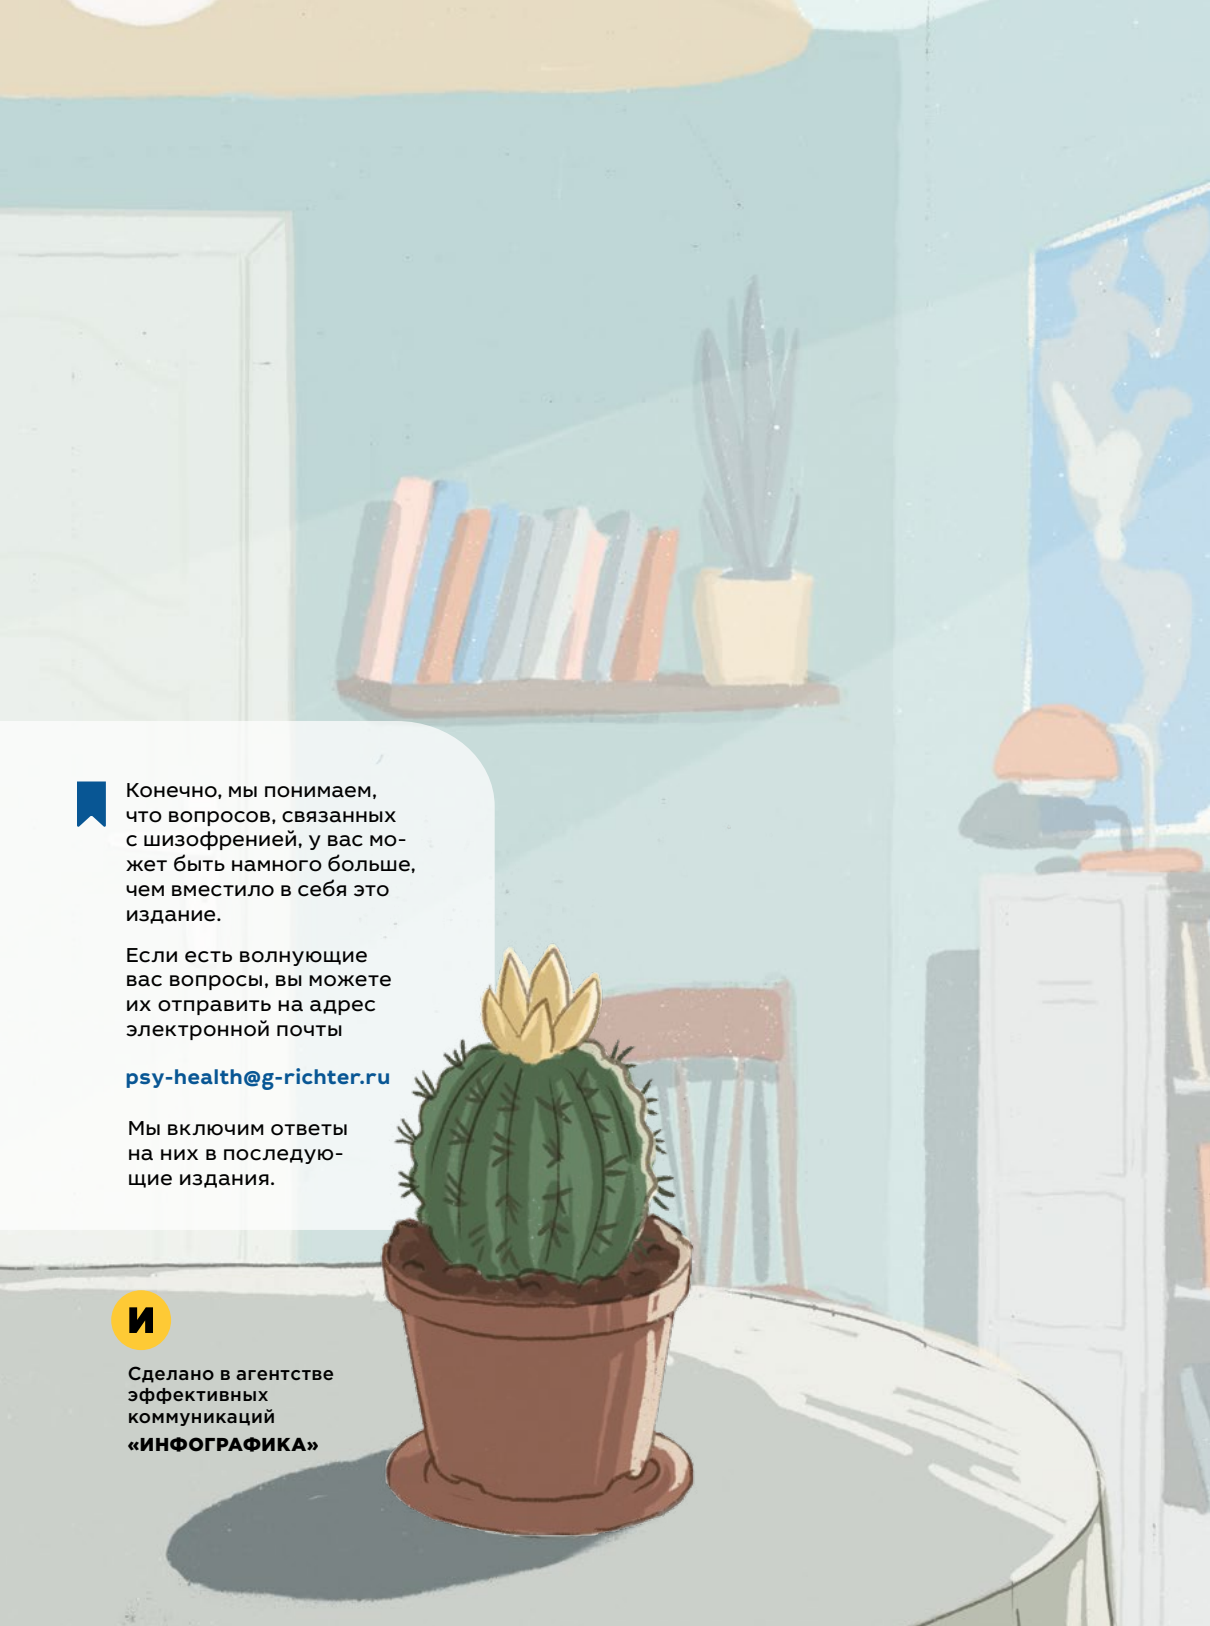 Конечно, мы понимаем,
что вопросов, связанных
с шизофренией, у вас мо-
жет быть намного больше,
чем вместило в себя это
издание.
Если есть волнующие
вас вопросы, вы можете
их отправить на адрес
электронной почты
psy-health@g-richter.ru
Мы включим ответы
на них в последую-
щие издания.
И
Сделано в агентстве
эффективных
коммуникаций
«ИНФОГРАФИКА»